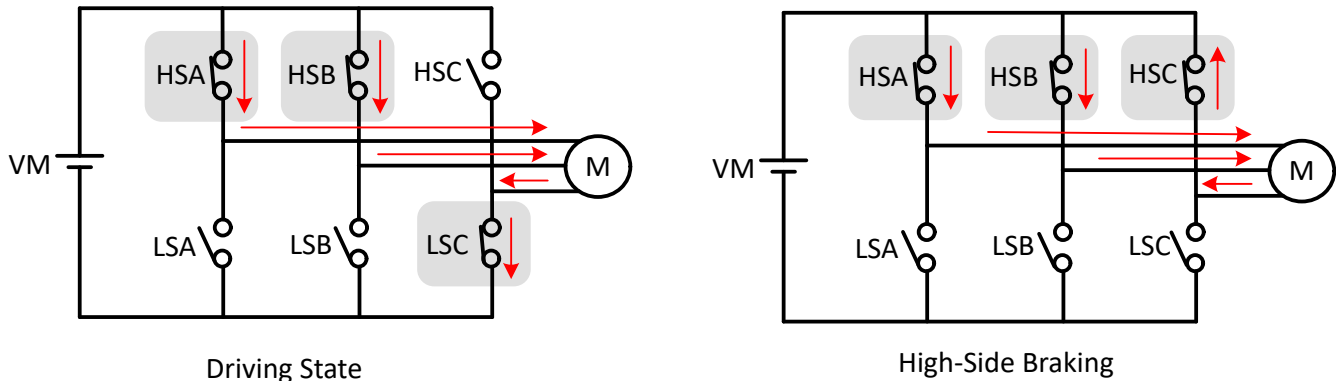 HSA
HSB
HSC
VM
M
LSA
LSB
LSC
Driving State
HSA
HSB
HSC
VM
M
LSA
LSB
LSC
High-Side Braking